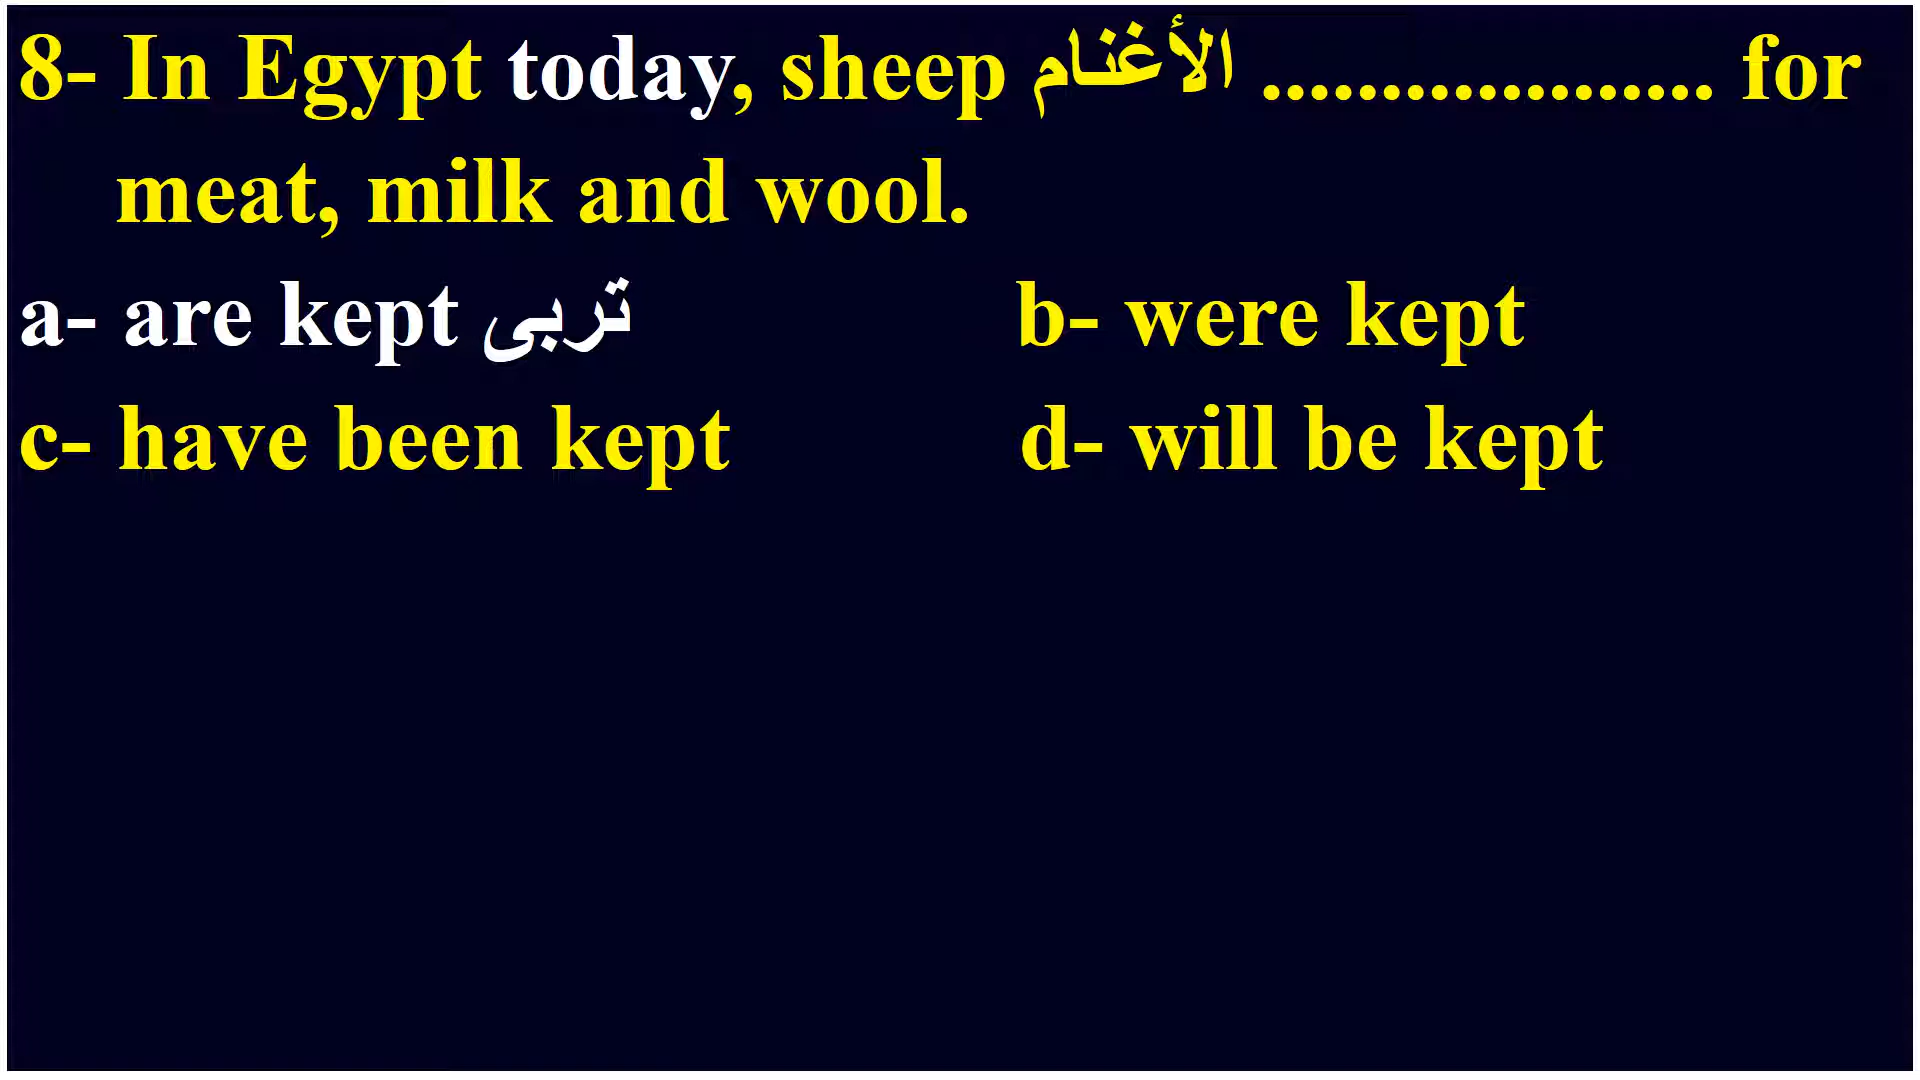 8- In Egypt today, sheep الأغنام .................. for
meat, milk and wool.
a- are kept تربى b- were kept
c- have been kept d- will be kept